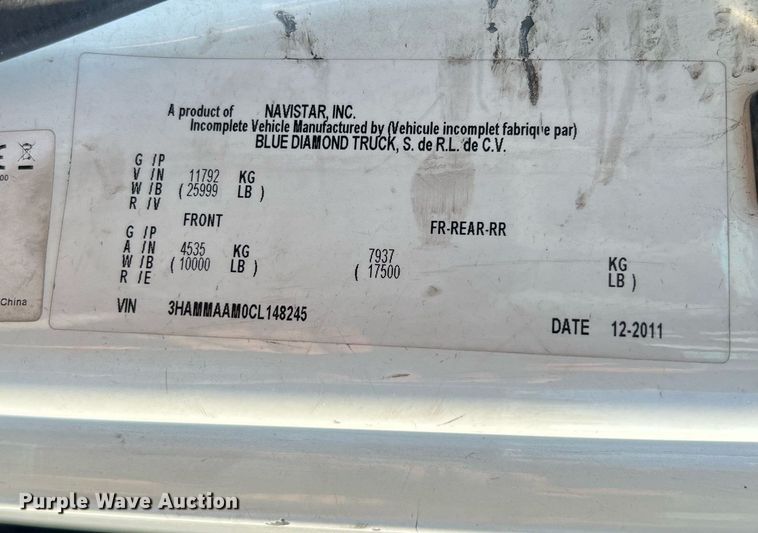 A product of NAVISTAR, INC.
Incomplete Vehicle Manufactured by (Vehicule incomplet fabrique par)
BLUE DIAMOND TRUCK, S. de R.L. de C.V.
G /P
V /N 11792 KG
W /B ( 25999 LB )
R /V
FRONT FR-REAR-RR
G /P
A /N 4535 KG 7937 KG
W /B ( 10000 LB ) ( 17500 LB )
R /E
VIN 3HAMMAAM0CL148245
DATE 12-2011
China
Purple Wave Auction